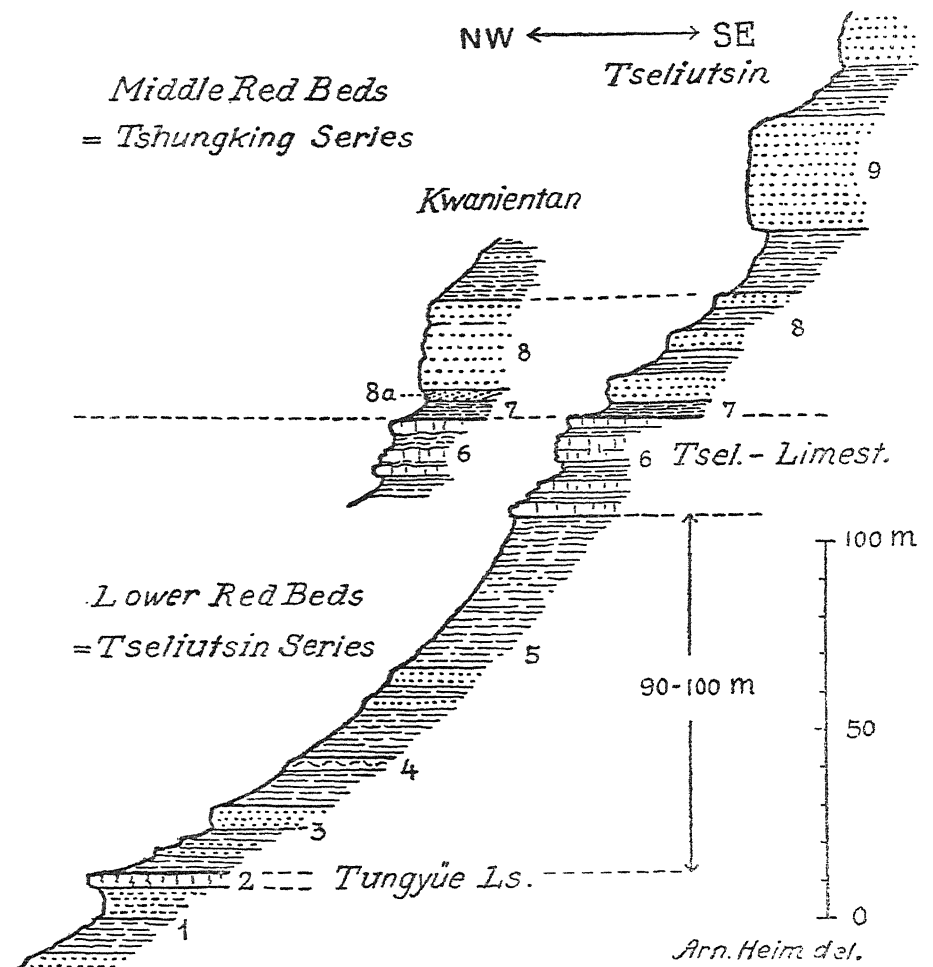 NW SE
Tseliutsin
Middle Red Beds
= Tshungking Series
9
Kwanientan
8
8
8a
7
7
6
6 Tsel. - Limest.
100 m
Lower Red Beds
= Tseliutsin Series
5
90-100 m
50
4
3
2 Tungyüe Ls.
1
0
Arn. Heim del.